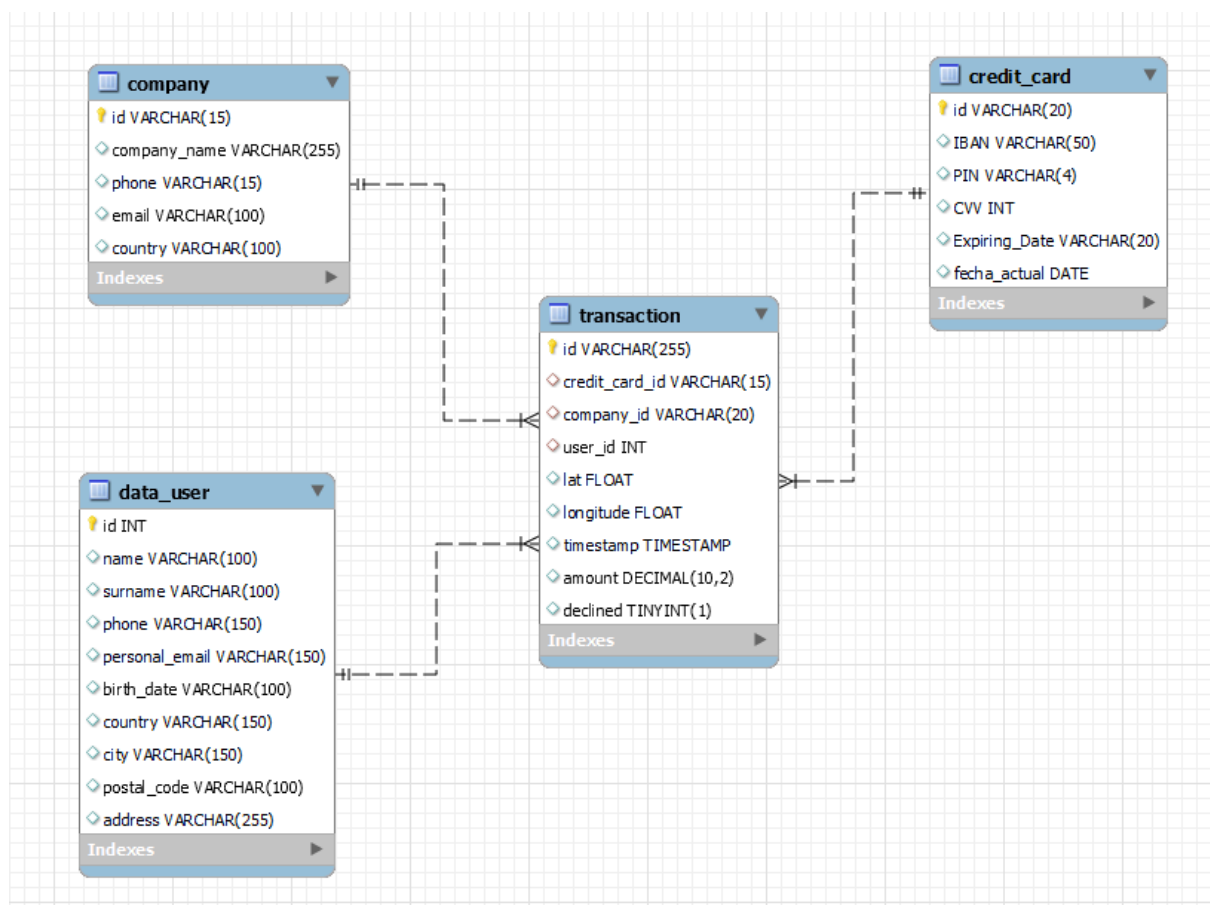 company
id VARCHAR(15)
company_name VARCHAR(255)
phone VARCHAR(15)
email VARCHAR(100)
country VARCHAR(100)
Indexes
credit_card
id VARCHAR(20)
IBAN VARCHAR(50)
PIN VARCHAR(4)
CVV INT
Expiring_Date VARCHAR(20)
fecha_actual DATE
Indexes
transaction
id VARCHAR(255)
credit_card_id VARCHAR(15)
company_id VARCHAR(20)
user_id INT
lat FLOAT
longitude FLOAT
timestamp TIMESTAMP
amount DECIMAL(10,2)
declined TINYINT(1)
Indexes
data_user
id INT
name VARCHAR(100)
surname VARCHAR(100)
phone VARCHAR(150)
personal_email VARCHAR(150)
birth_date VARCHAR(100)
country VARCHAR(150)
city VARCHAR(150)
postal_code VARCHAR(100)
address VARCHAR(255)
Indexes